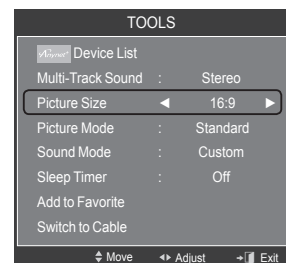 TOOLS
Anynet+ Device List
Multi-Track Sound : Stereo
Picture Size ◄ 16:9 ►
Picture Mode : Standard
Sound Mode : Custom
Sleep Timer : Off
Add to Favorite
Switch to Cable
Move Adjust Exit